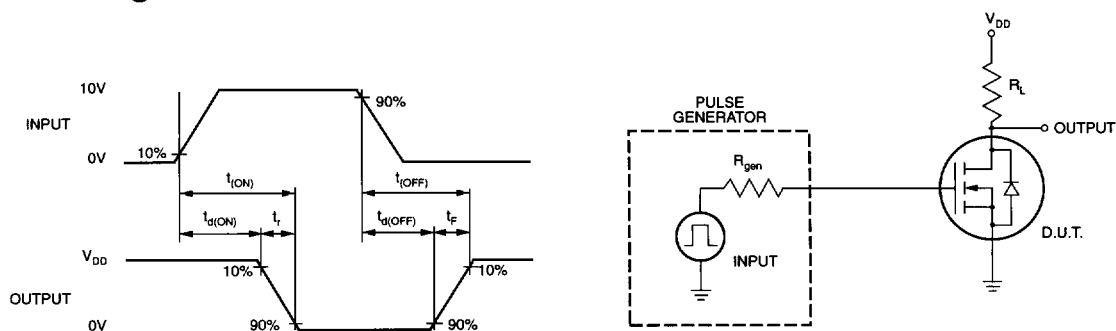 10V
INPUT
0V
10%
90%
t(ON)
t(OFF)
td(ON)
tr
td(OFF)
tF
VDD
10%
10%
OUTPUT
0V
90%
90%
VDD
RL
PULSE
GENERATOR
OUTPUT
Rgen
D.U.T.
INPUT